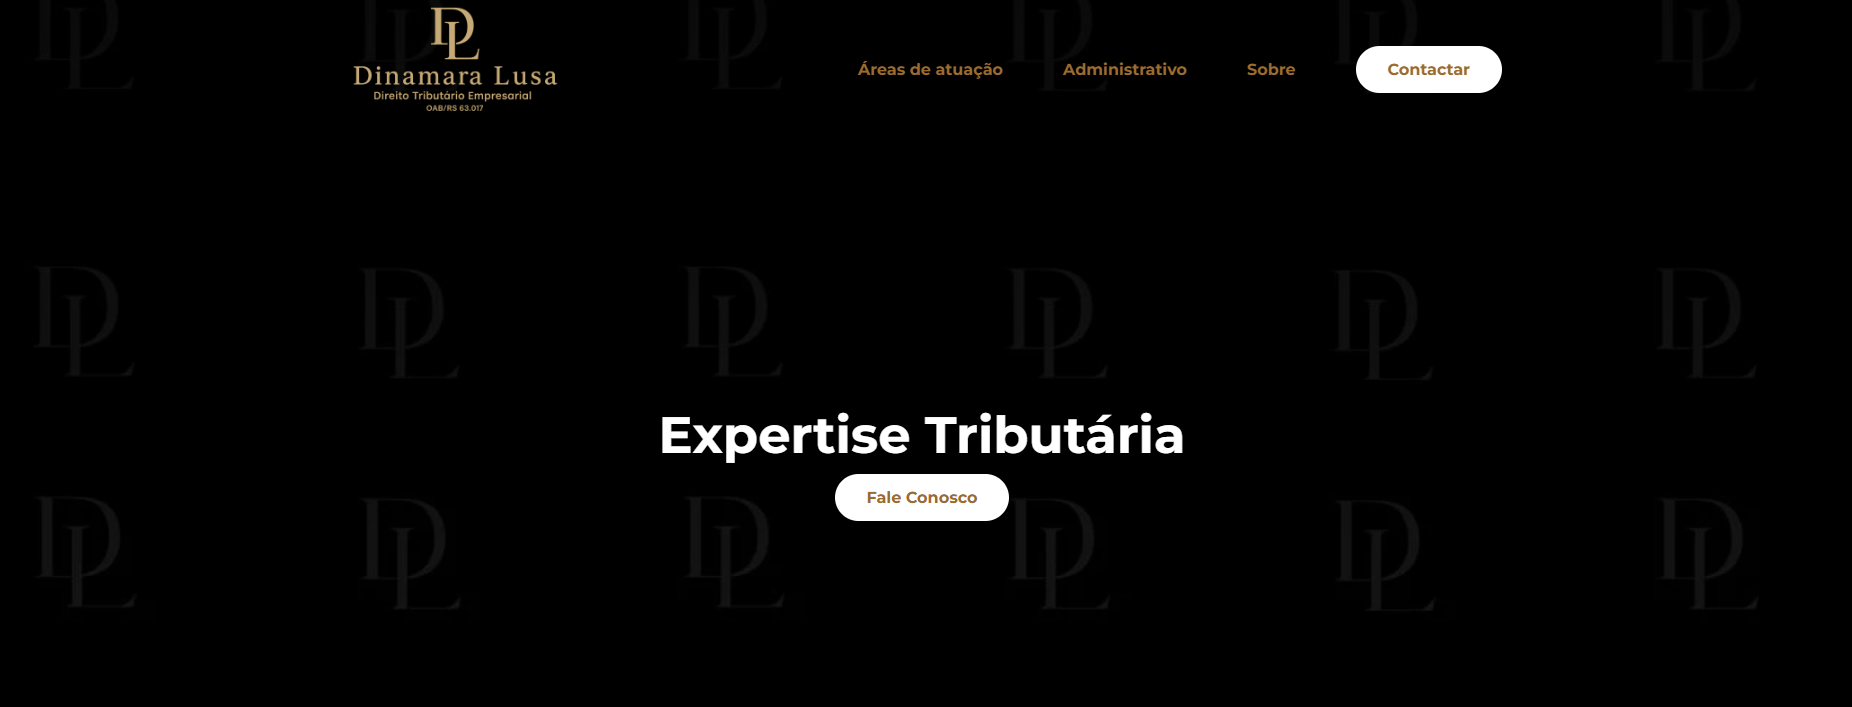 DL
Dinamara Lusa
Direito Tributário Empresarial
OAB/RS 63.017
Áreas de atuação
Administrativo
Sobre
Contactar
Expertise Tributária
Fale Conosco